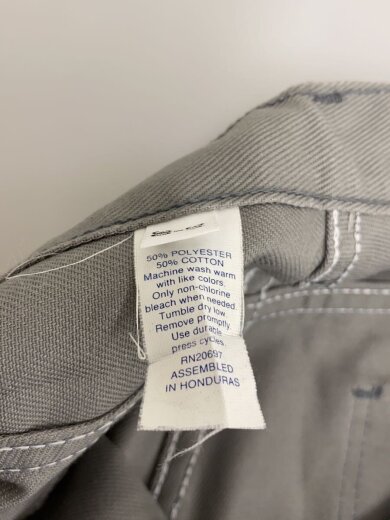 50% POLYESTER
50% COTTON
Machine wash warm
with like colors.
Only non-chlorine
bleach when needed.
Tumble dry low.
Remove promptly.
Use durable
press cycles.
RN20697
ASSEMBLED
IN HONDURAS